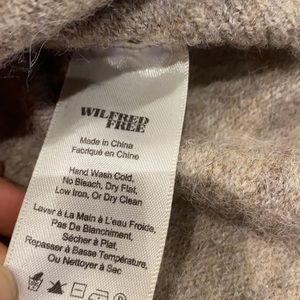 WILFRED
FREE
Made in China
Fabriqué en Chine
Hand Wash Cold,
No Bleach, Dry Flat,
Low Iron, Or Dry Clean
Laver à La Main à L'eau Froide,
Pas De Blanchiment,
Sécher à Plat,
Repasser à Basse Température,
Ou Nettoyer à Sac